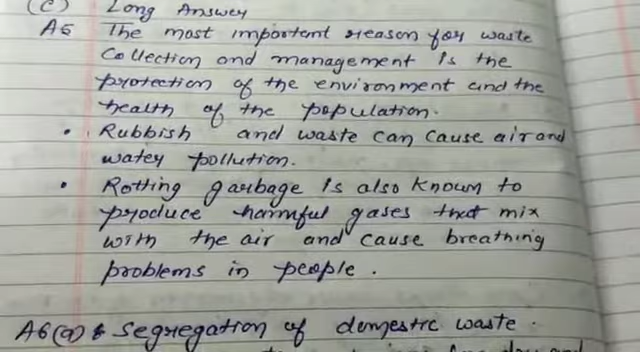 (c) Long Answer
A5 The most important reason for waste
Collection and management is the
protection of the environment and the
health of the population.
• Rubbish and waste can cause air and
water pollution.
• Rotting garbage is also known to
produce harmful gases that mix
with the air and cause breathing
problems in people.
A6(a) Segregation of domestic waste.